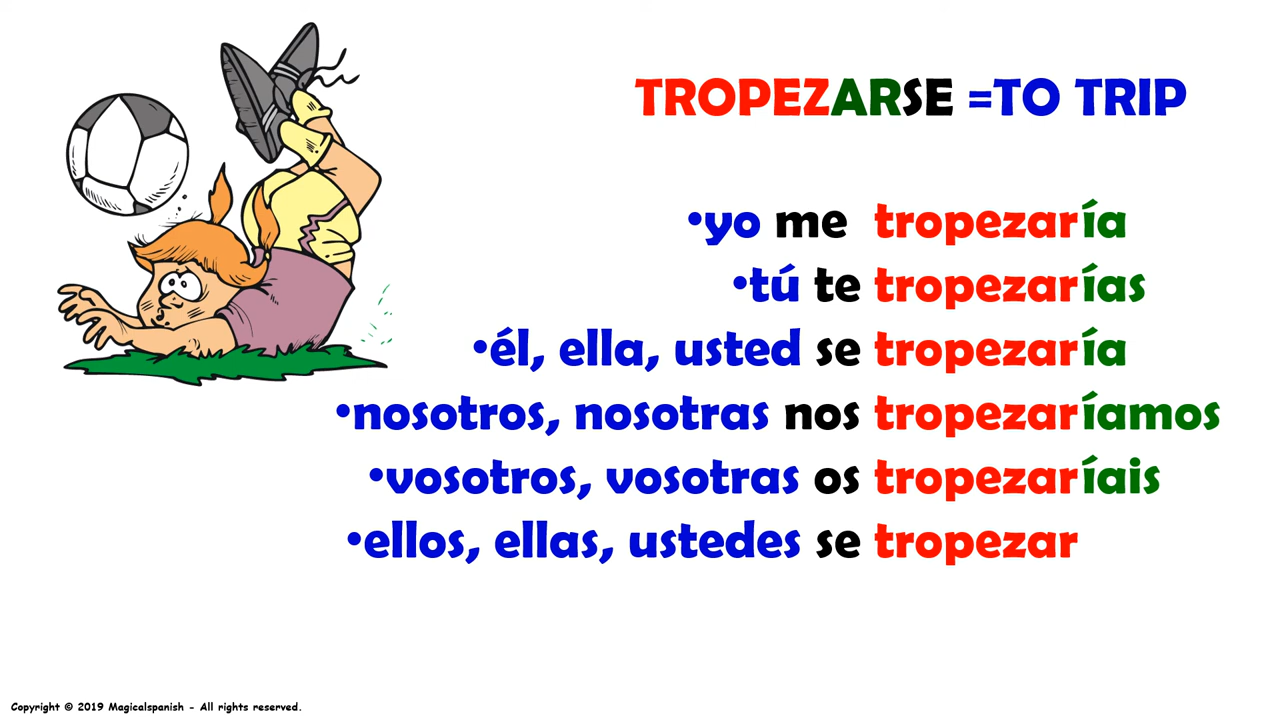 TROPEZARSE =TO TRIP
•yo me tropezaría
•tú te tropezarías
•él, ella, usted se tropezaría
•nosotros, nosotras nos tropezaríamos
•vosotros, vosotras os tropezaríais
•ellos, ellas, ustedes se tropezar
Copyright © 2019 Magicalspanish - All rights reserved.